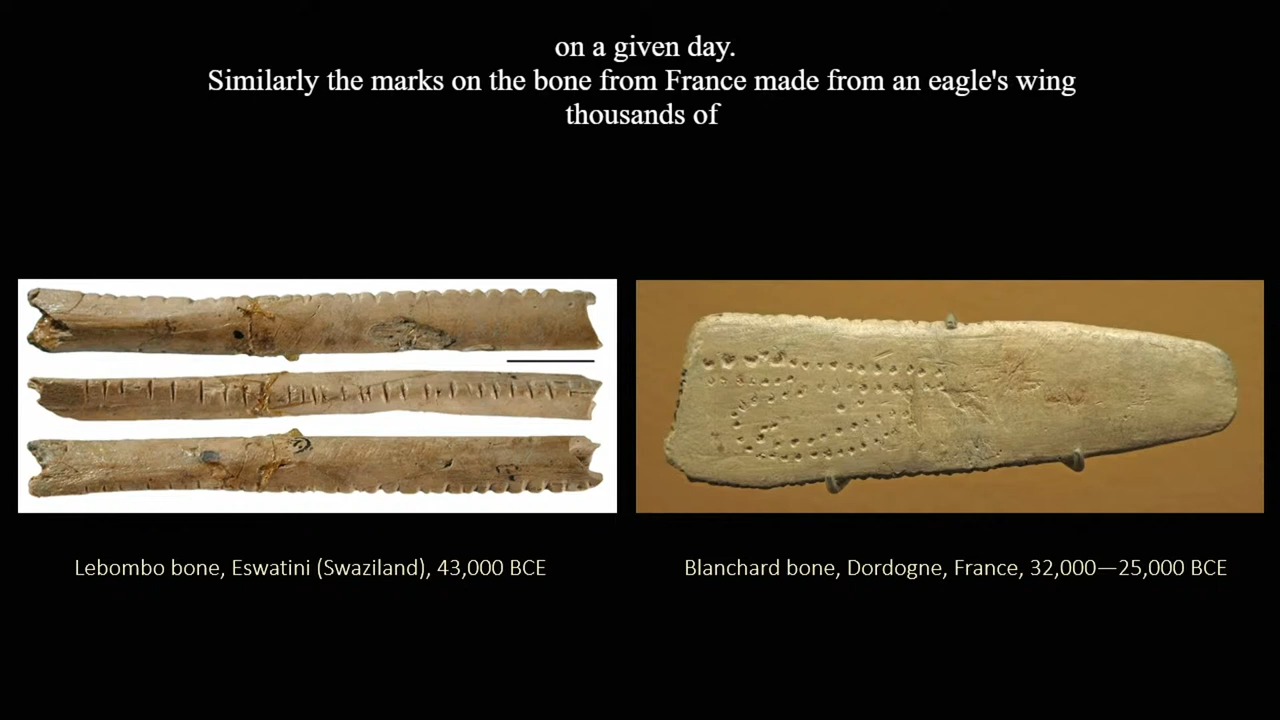 on a given day.
Similarly the marks on the bone from France made from an eagle's wing
thousands of
Lebombo bone, Eswatini (Swaziland), 43,000 BCE
Blanchard bone, Dordogne, France, 32,000—25,000 BCE